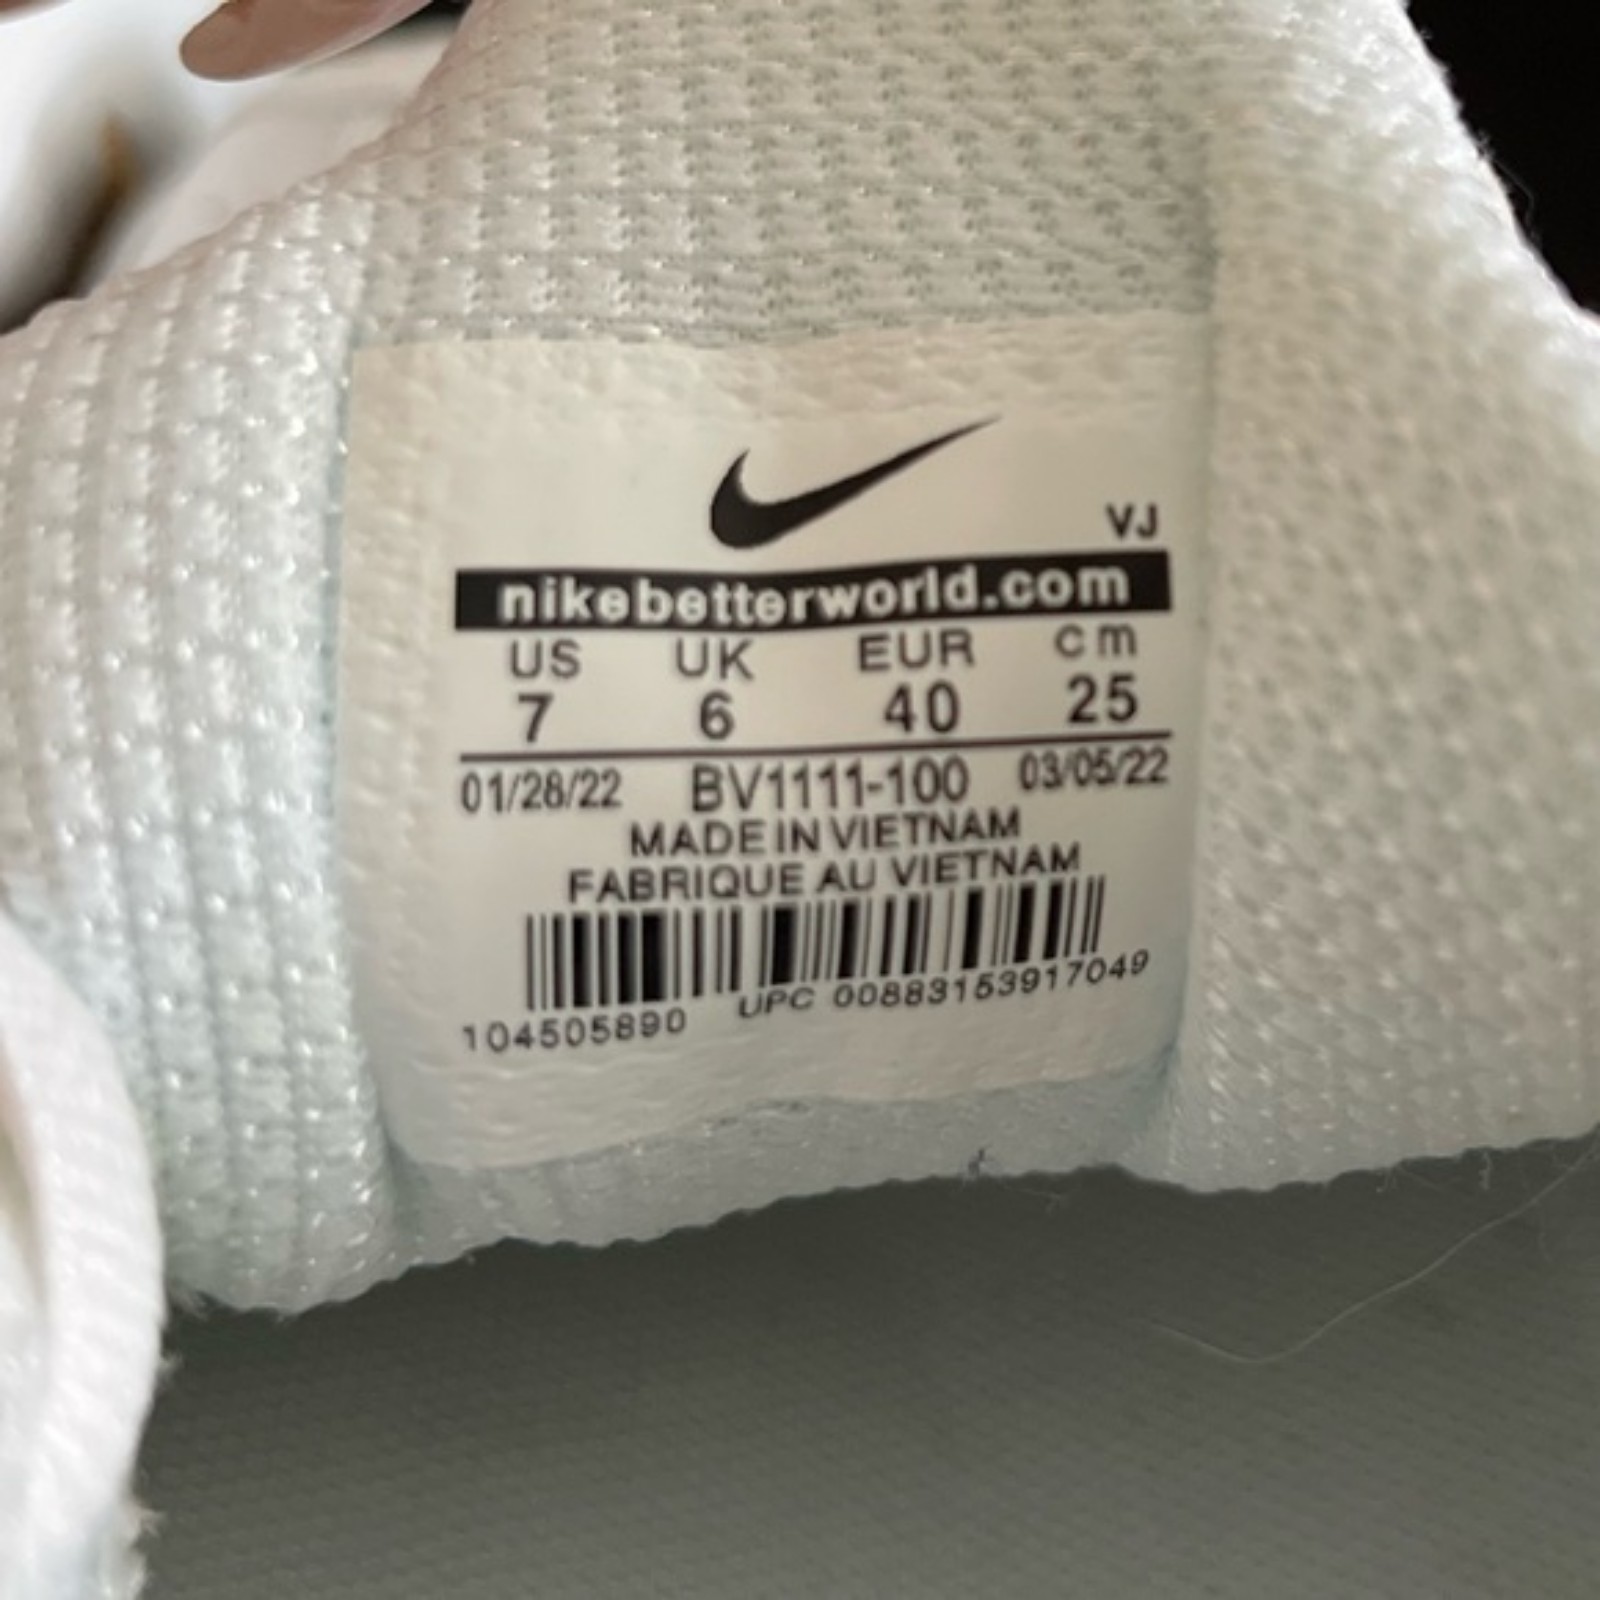 VJ
nikebetterworld.com
US UK EUR cm
7 6 40 25
01/28/22 BV1111-100 03/05/22
MADE IN VIETNAM
FABRIQUE AU VIETNAM
104505890 UPC 00883153917049